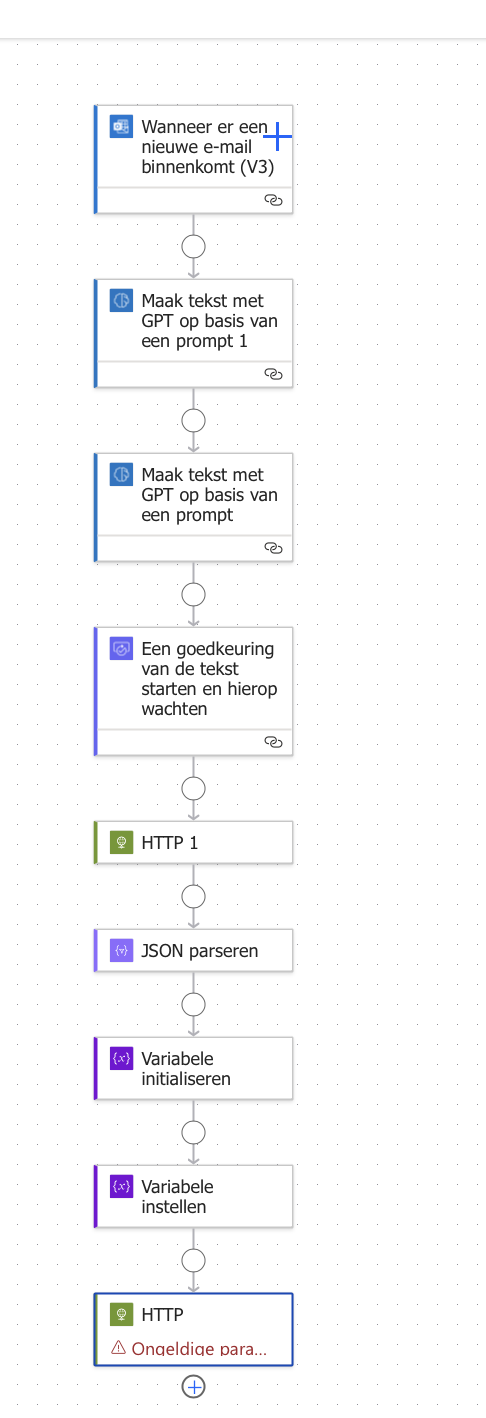 Wanneer er een
nieuwe e-mail
binnenkomt (V3)
Maak tekst met
GPT op basis van
een prompt 1
Maak tekst met
GPT op basis van
een prompt
Een goedkeuring
van de tekst
starten en hierop
wachten
HTTP 1
JSON parseren
{x} Variabele
initialiseren
{x} Variabele
instellen
HTTP
Ongeldige para...